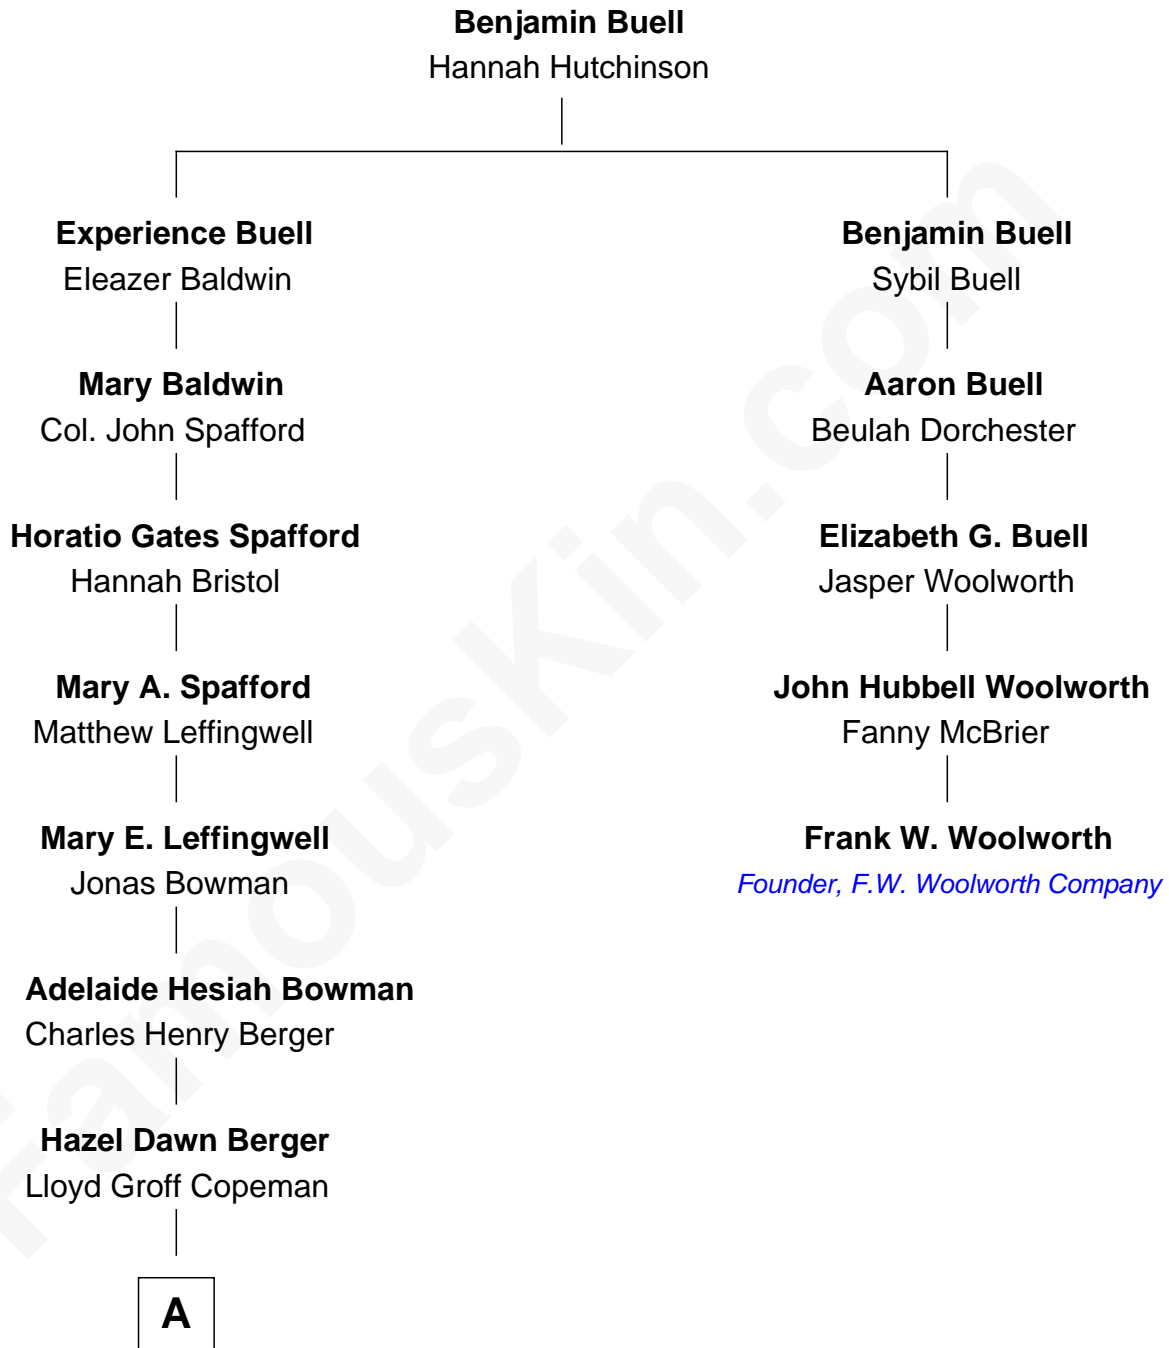 Benjamin Buell
Hannah Hutchinson
Experience Buell
Eleazer Baldwin
Benjamin Buell
Sybil Buell
Mary Baldwin
Col. John Spafford
Aaron Buell
Beulah Dorchester
Horatio Gates Spafford
Hannah Bristol
Elizabeth G. Buell
Jasper Woolworth
Mary A. Spafford
Matthew Leffingwell
John Hubbell Woolworth
Fanny McBrier
Mary E. Leffingwell
Jonas Bowman
Frank W. Woolworth
Founder, F.W. Woolworth Company
Adelaide Hesiah Bowman
Charles Henry Berger
Hazel Dawn Berger
Lloyd Groff Copeman
A
FamousKin.com